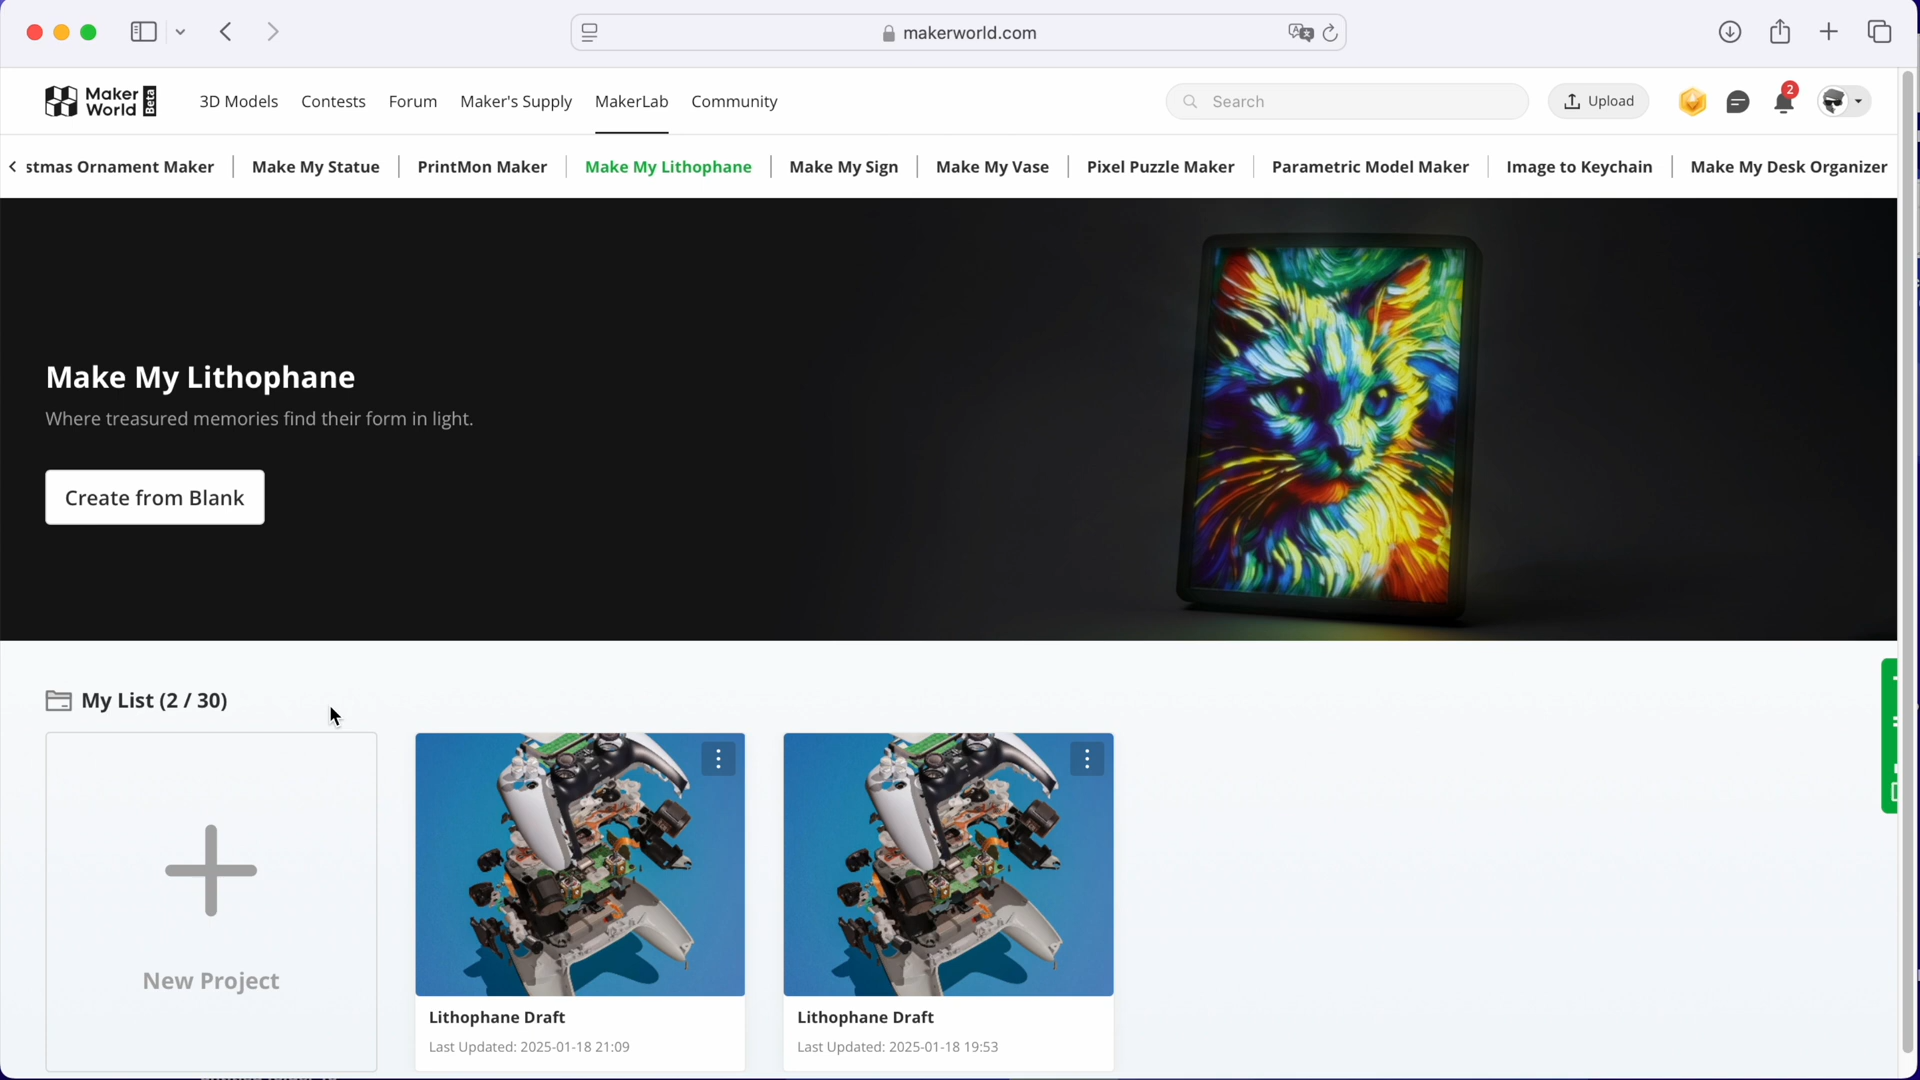 makerworld.com
Maker World Beta
3D Models Contests Forum Maker's Supply MakerLab Community
Search
Upload
2
stmas Ornament Maker
Make My Statue
PrintMon Maker
Make My Lithophane
Make My Sign
Make My Vase
Pixel Puzzle Maker
Parametric Model Maker
Image to Keychain
Make My Desk Organizer
Make My Lithophane
Where treasured memories find their form in light.
Create from Blank
My List (2 / 30)
New Project
Lithophane Draft
Last Updated: 2025-01-18 21:09
Lithophane Draft
Last Updated: 2025-01-18 19:53